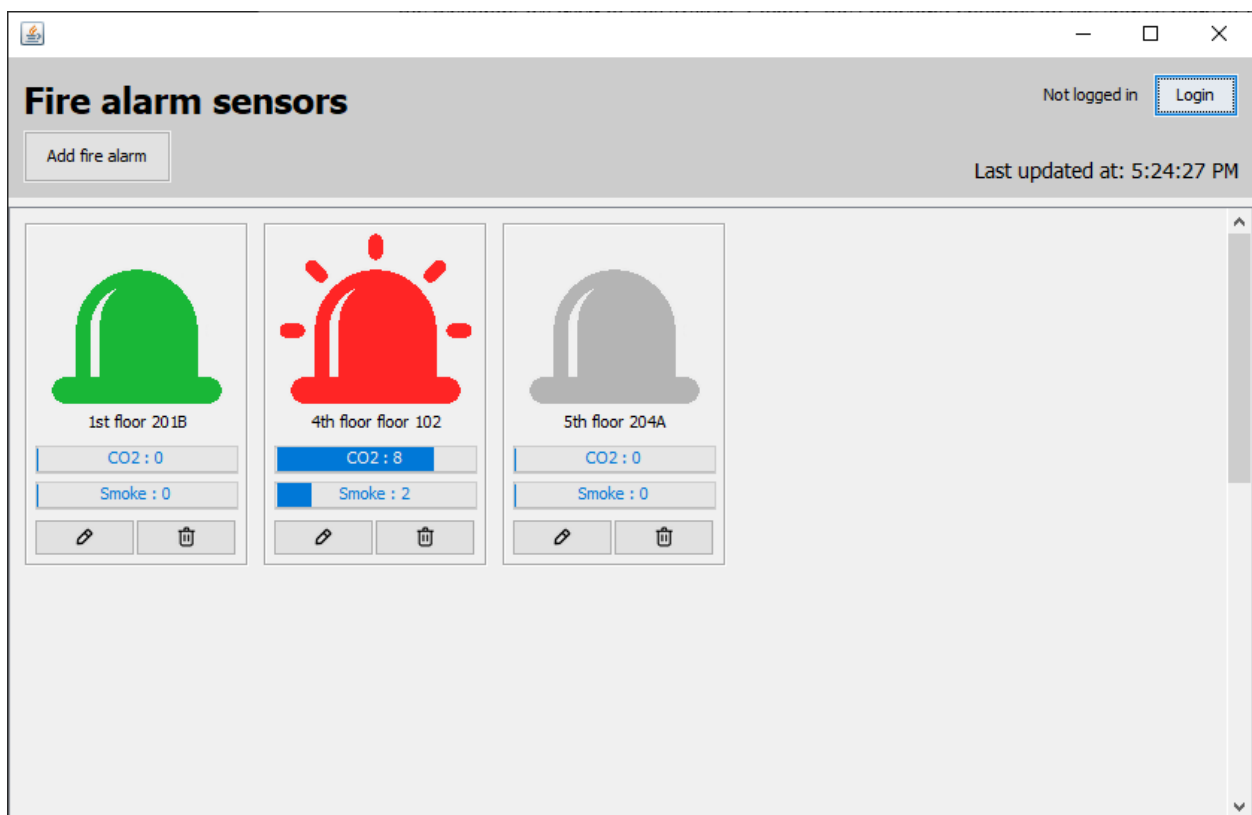 Fire alarm sensors
Not logged in
Login
Add fire alarm
Last updated at: 5:24:27 PM
1st floor 201B
CO2 : 0
Smoke : 0
4th floor floor 102
CO2 : 8
Smoke : 2
5th floor 204A
CO2 : 0
Smoke : 0